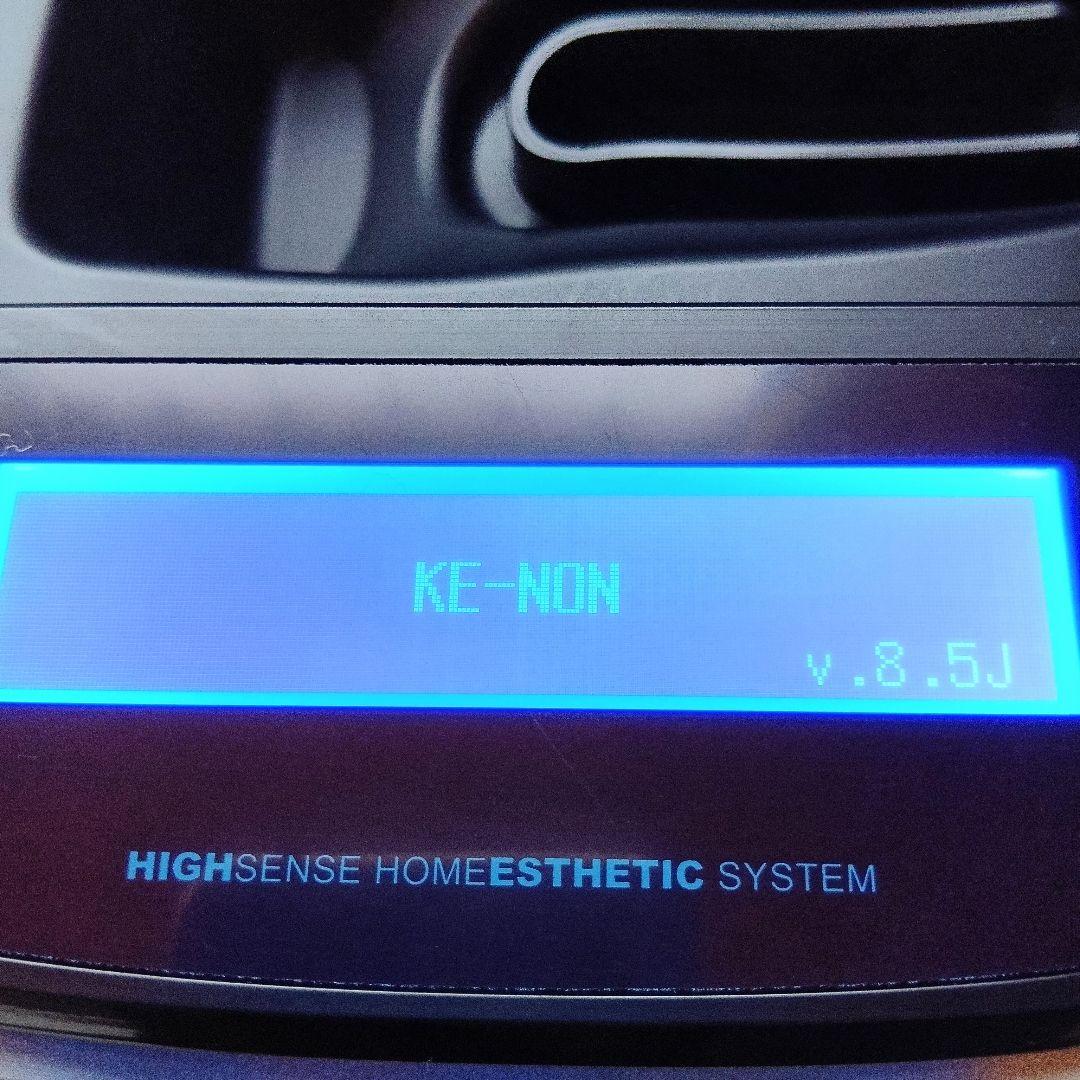 KE-NON
v.8.5J
HIGHSENSE HOMEESTHETIC SYSTEM